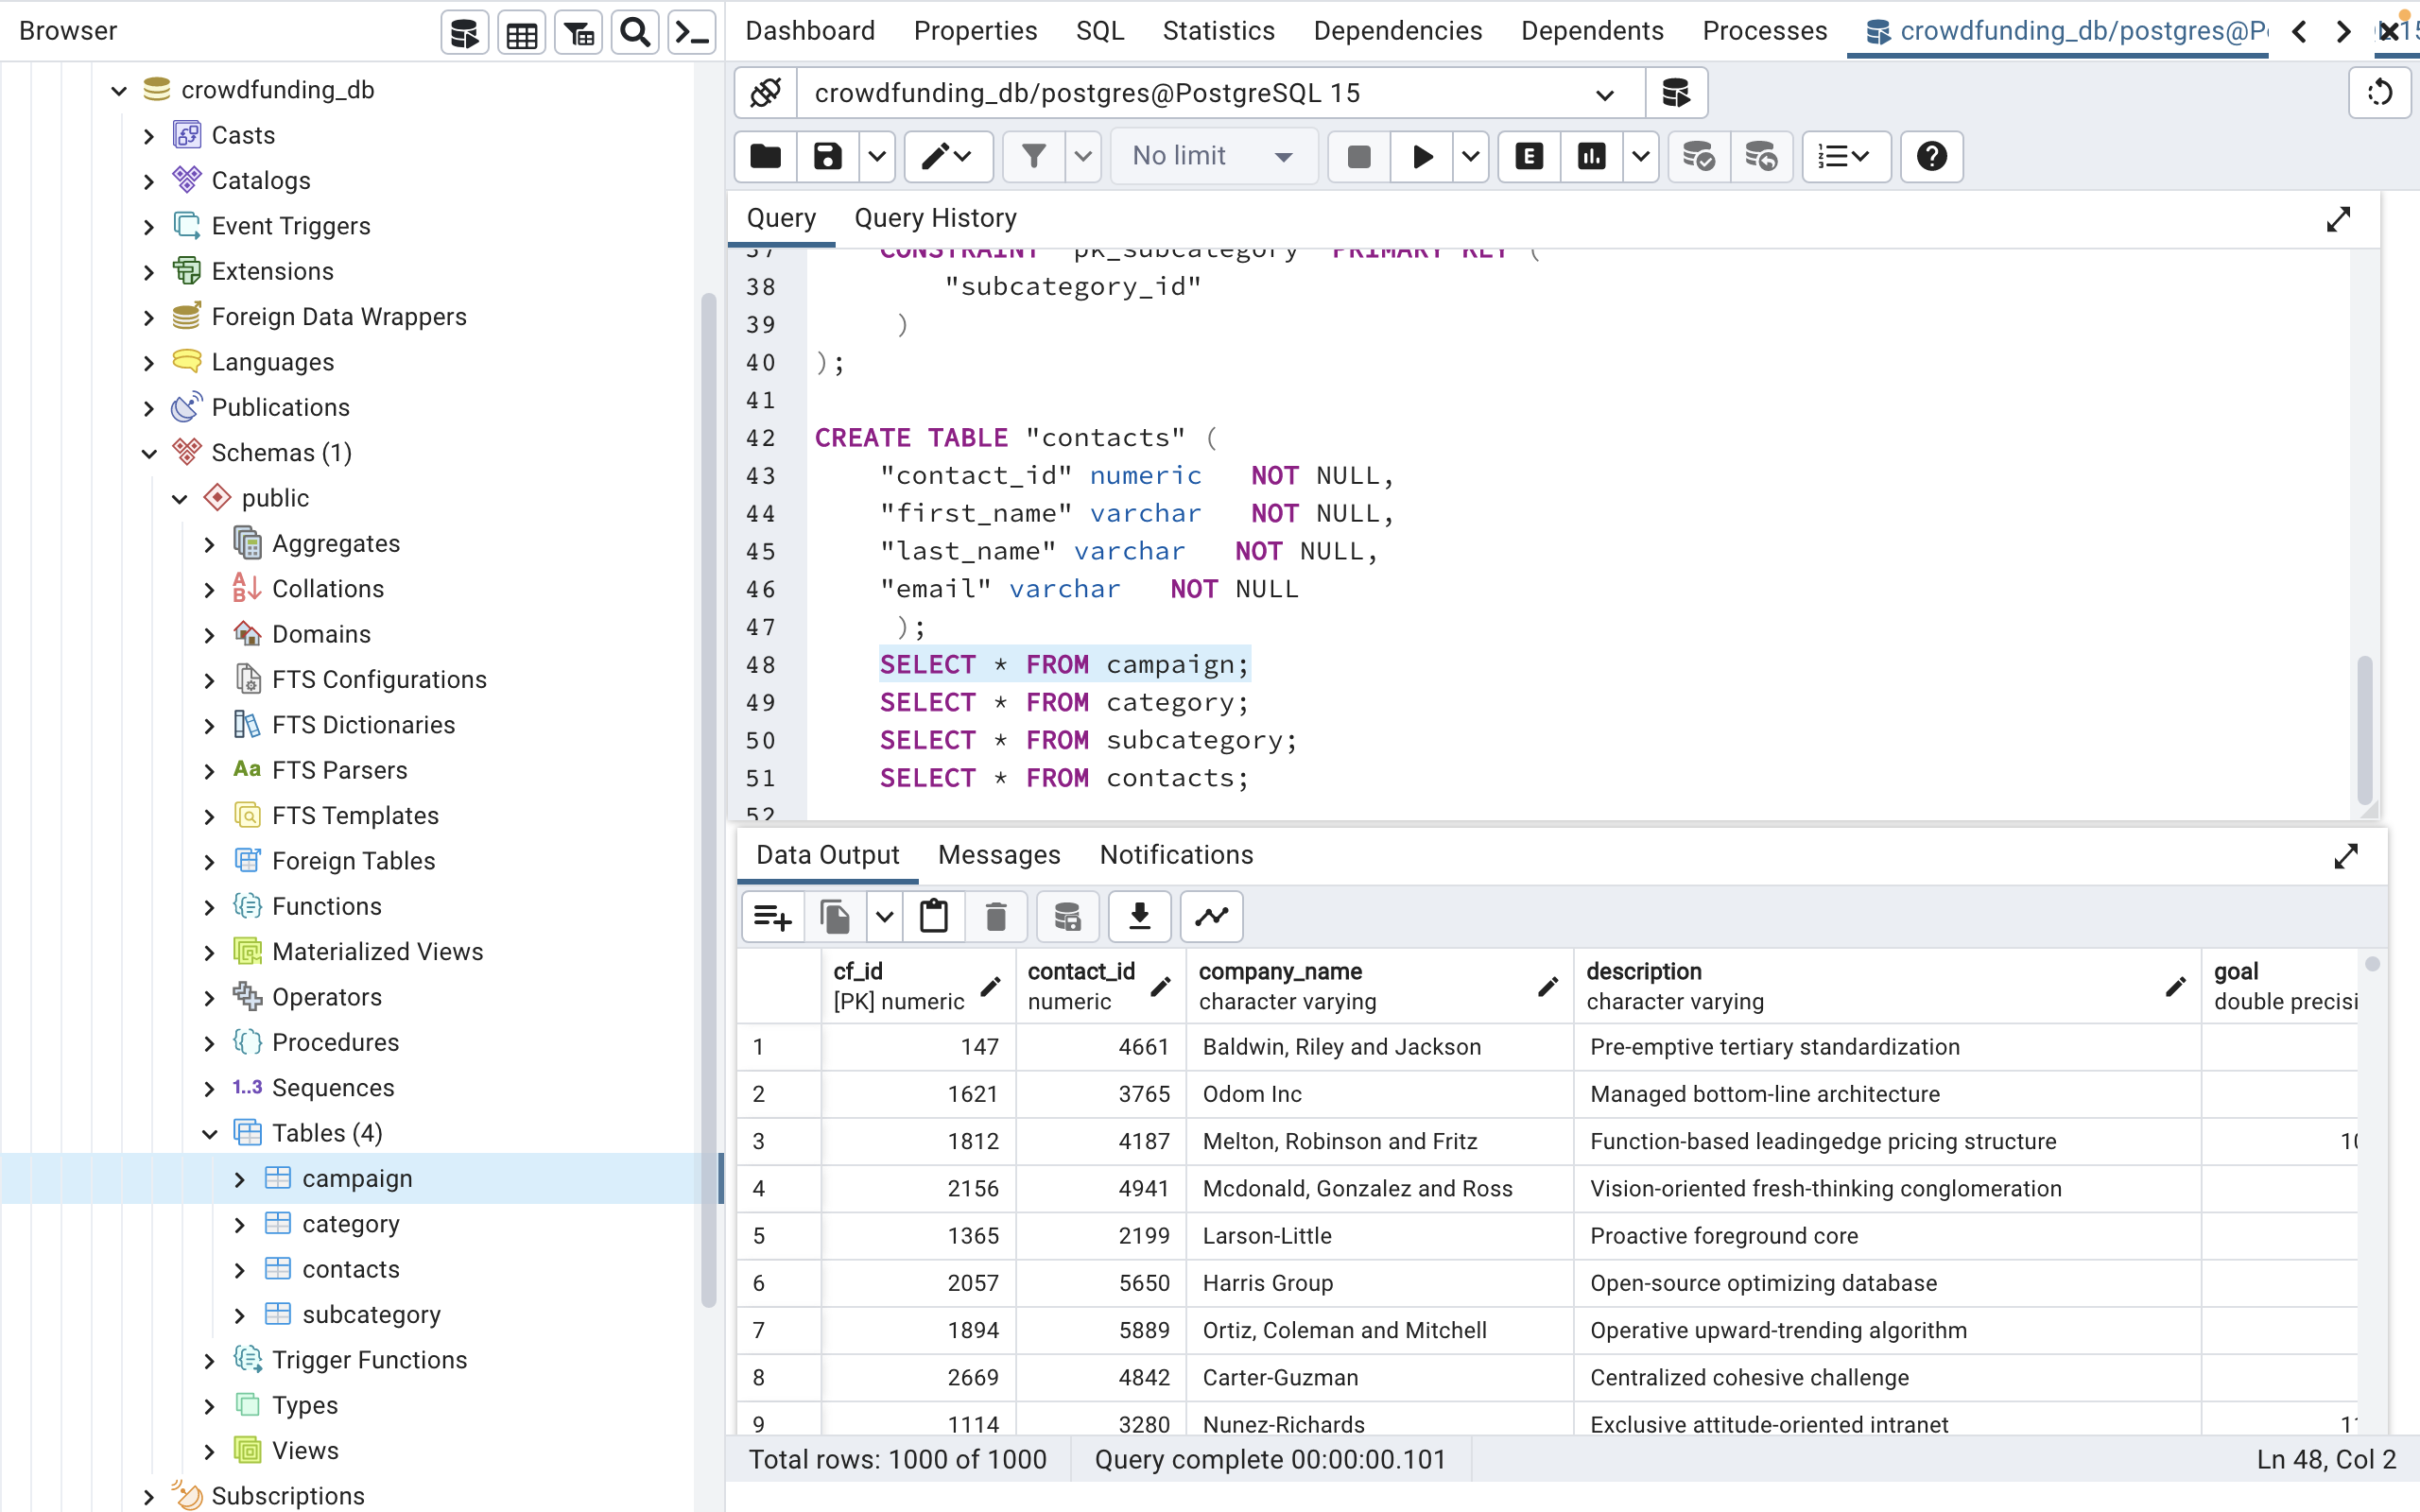 Browser
crowdfunding_db
Casts
Catalogs
Event Triggers
Extensions
Foreign Data Wrappers
Languages
Publications
Schemas (1)
public
Aggregates
Collations
Domains
FTS Configurations
FTS Dictionaries
Aa FTS Parsers
FTS Templates
Foreign Tables
Functions
Materialized Views
Operators
Procedures
1..3 Sequences
Tables (4)
campaign
category
contacts
subcategory
Trigger Functions
Types
Views
Subscriptions
Dashboard Properties SQL Statistics Dependencies Dependents Processes crowdfunding_db/postgres@P
crowdfunding_db/postgres@PostgreSQL 15
No limit
E
Query Query History
37 CONSTRAINT "pk_subcategory" PRIMARY KEY (
38 "subcategory_id"
39 )
40 );
41
42 CREATE TABLE "contacts" (
43 "contact_id" numeric NOT NULL,
44 "first_name" varchar NOT NULL,
45 "last_name" varchar NOT NULL,
46 "email" varchar NOT NULL
47 );
48 SELECT * FROM campaign;
49 SELECT * FROM category;
50 SELECT * FROM subcategory;
51 SELECT * FROM contacts;
52
Data Output Messages Notifications
cf_id contact_id company_name description goal
[PK] numeric numeric character varying character varying double precisi
1 147 4661 Baldwin, Riley and Jackson Pre-emptive tertiary standardization
2 1621 3765 Odom Inc Managed bottom-line architecture
3 1812 4187 Melton, Robinson and Fritz Function-based leadingedge pricing structure 10
4 2156 4941 Mcdonald, Gonzalez and Ross Vision-oriented fresh-thinking conglomeration
5 1365 2199 Larson-Little Proactive foreground core
6 2057 5650 Harris Group Open-source optimizing database
7 1894 5889 Ortiz, Coleman and Mitchell Operative upward-trending algorithm
8 2669 4842 Carter-Guzman Centralized cohesive challenge
9 1114 3280 Nunez-Richards Exclusive attitude-oriented intranet
Total rows: 1000 of 1000 Query complete 00:00:00.101 Ln 48, Col 2